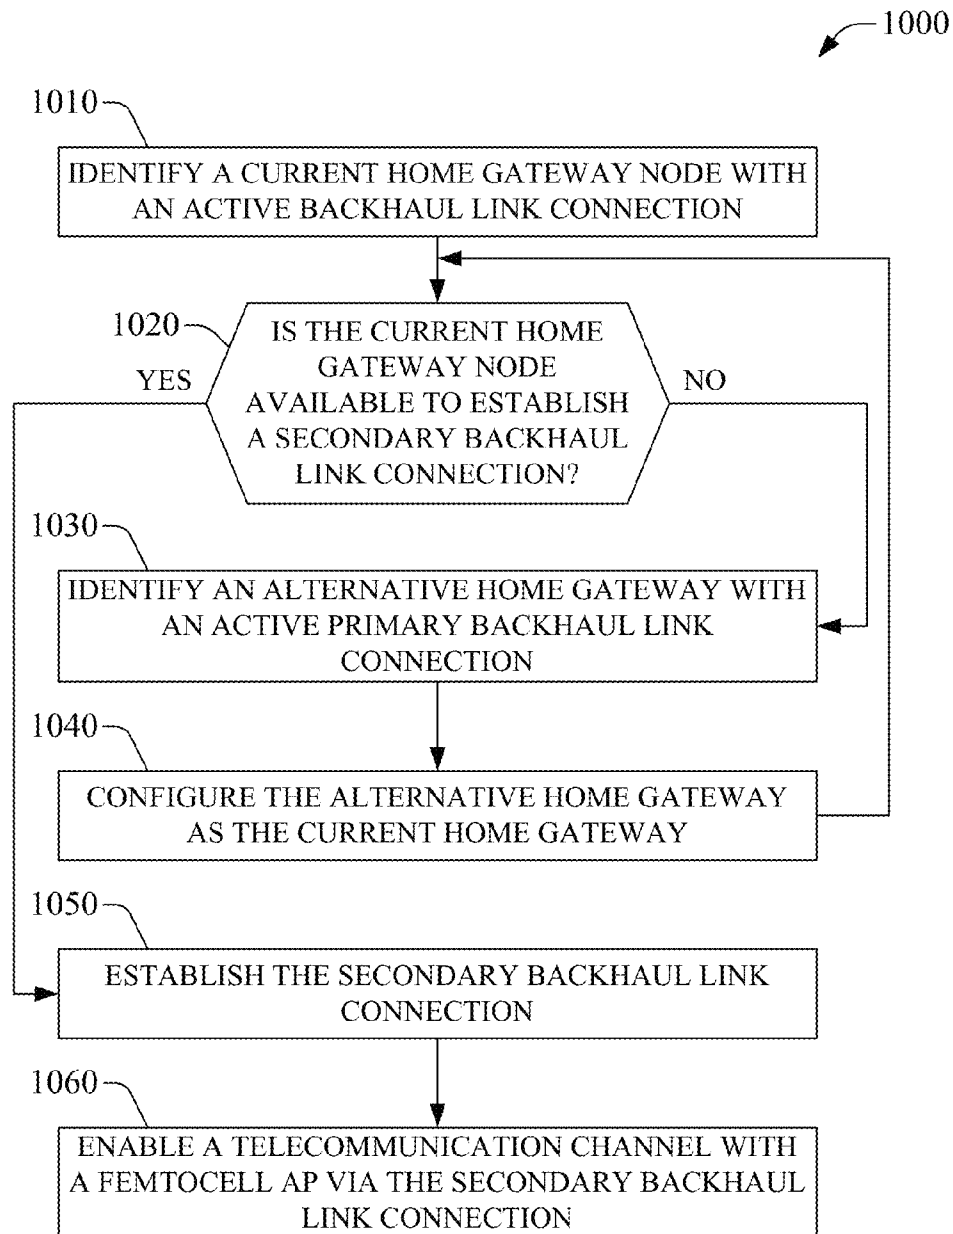 1000
1010
IDENTIFY A CURRENT HOME GATEWAY NODE WITH
AN ACTIVE BACKHAUL LINK CONNECTION
1020
IS THE CURRENT HOME
GATEWAY NODE
AVAILABLE TO ESTABLISH
A SECONDARY BACKHAUL
LINK CONNECTION?
YES
NO
1030
IDENTIFY AN ALTERNATIVE HOME GATEWAY WITH
AN ACTIVE PRIMARY BACKHAUL LINK
CONNECTION
1040
CONFIGURE THE ALTERNATIVE HOME GATEWAY
AS THE CURRENT HOME GATEWAY
1050
ESTABLISH THE SECONDARY BACKHAUL LINK
CONNECTION
1060
ENABLE A TELECOMMUNICATION CHANNEL WITH
A FEMTOCELL AP VIA THE SECONDARY BACKHAUL
LINK CONNECTION